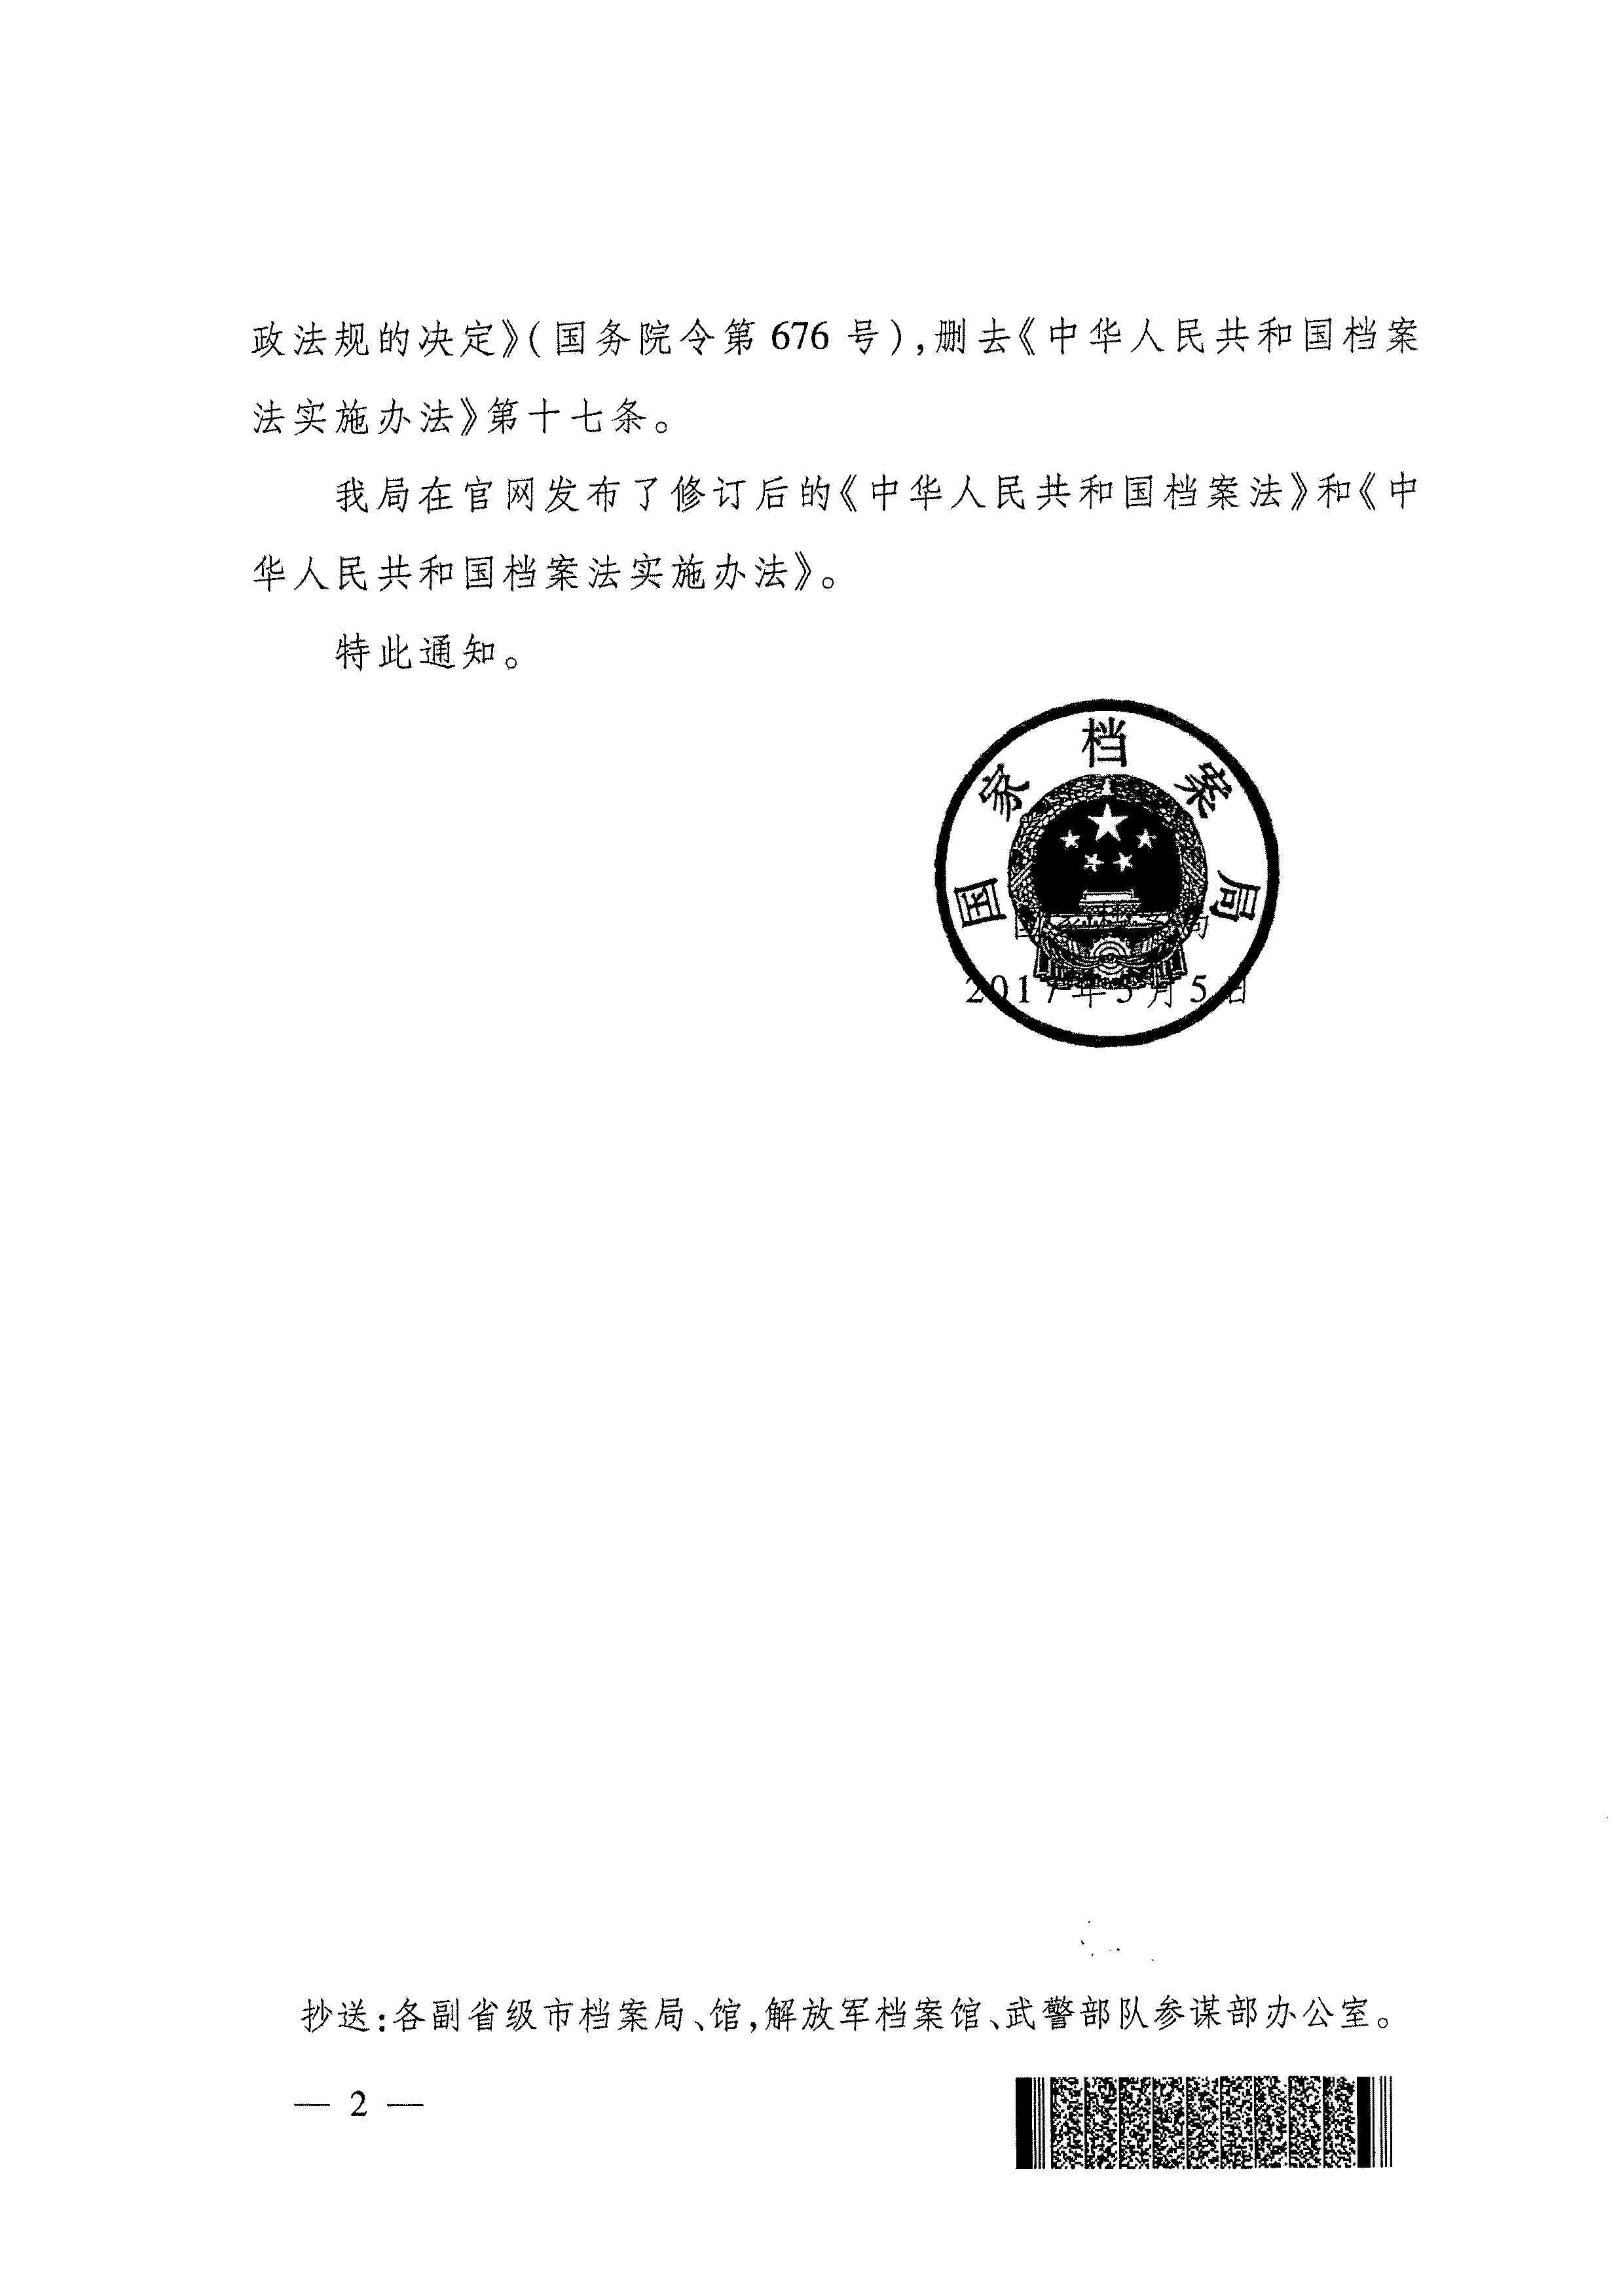 政法规的决定》(国务院令第 676 号),删去《中华人民共和国档案
法实施办法》第十七条。
我局在官网发布了修订后的《中华人民共和国档案法》和《中
华人民共和国档案法实施办法》。
特此通知。
国家档案局
2017年 月5日
抄送:各副省级市档案局、馆,解放军档案馆、武警部队参谋部办公室。
— 2 —